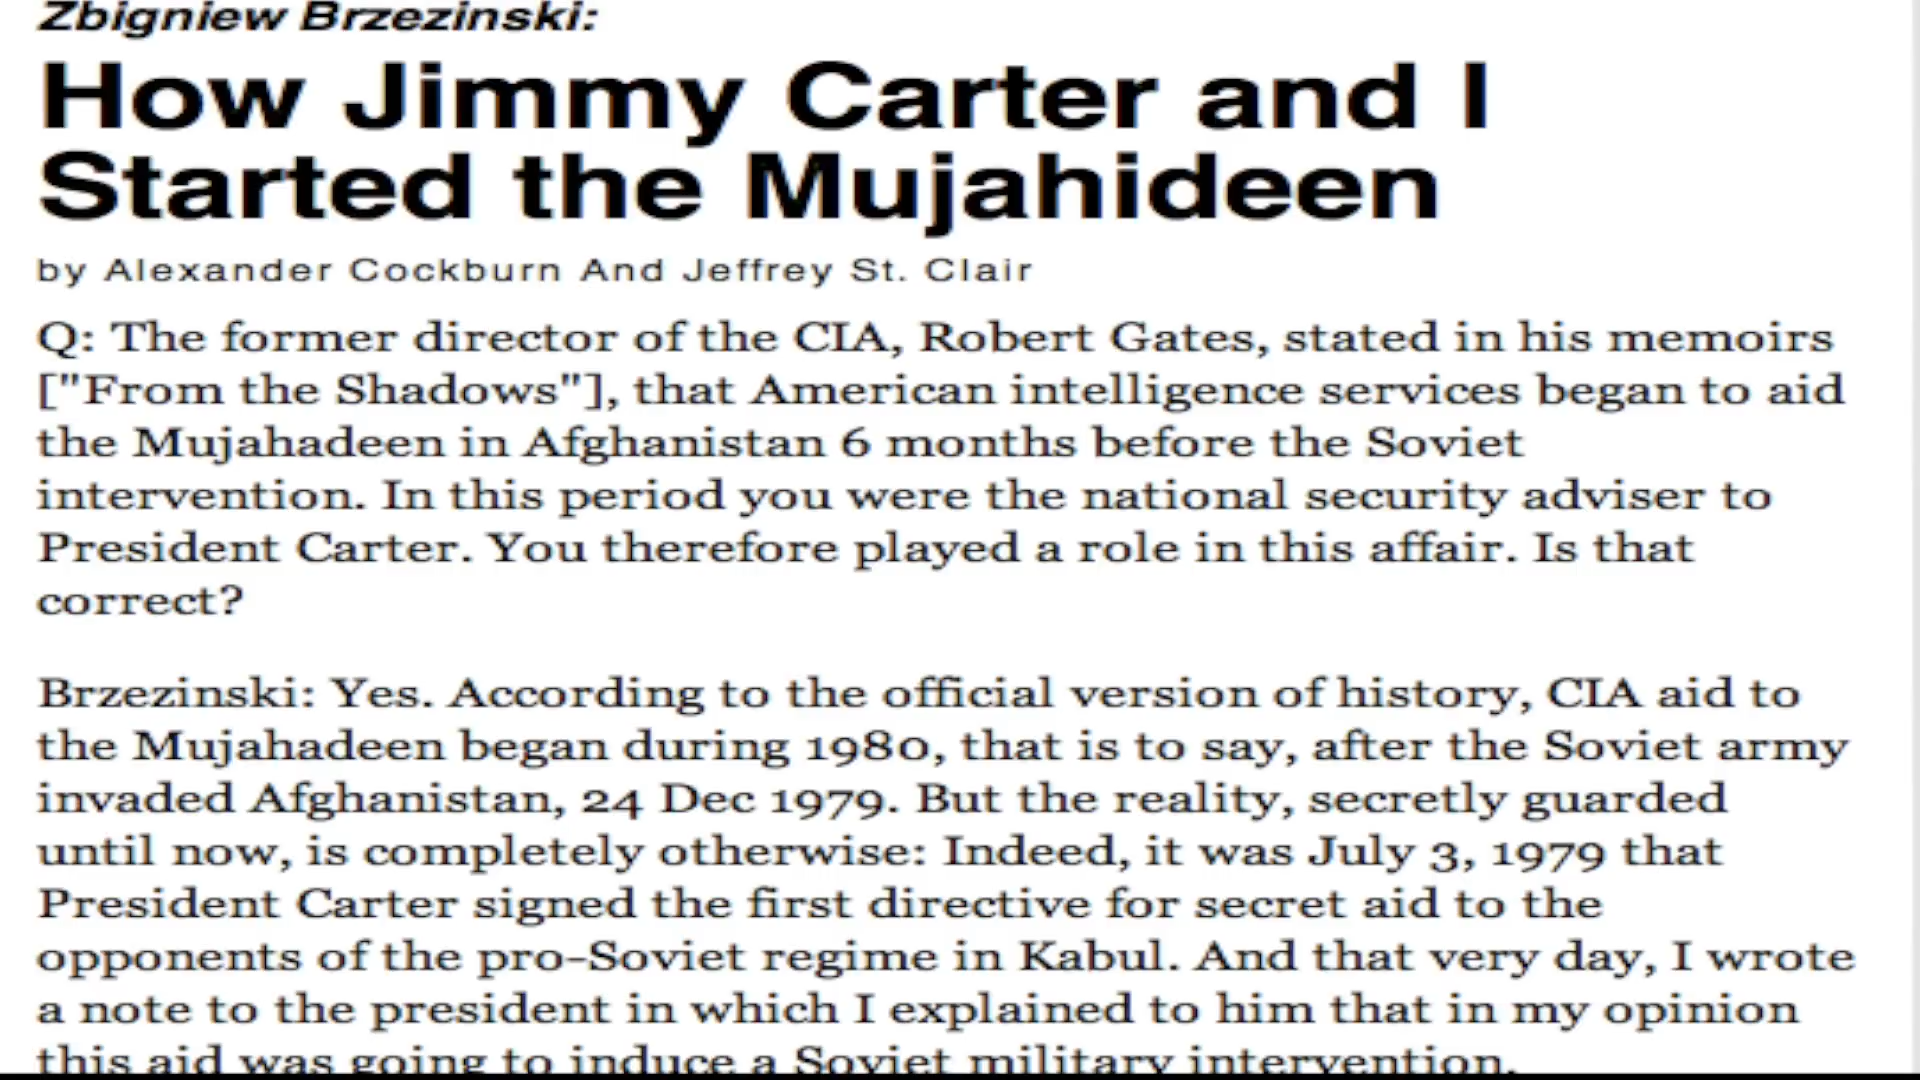 Zbigniew Brzezinski:
How Jimmy Carter and I
Started the Mujahideen
by Alexander Cockburn And Jeffrey St. Clair
Q: The former director of the CIA, Robert Gates, stated in his memoirs
["From the Shadows"], that American intelligence services began to aid
the Mujahadeen in Afghanistan 6 months before the Soviet
intervention. In this period you were the national security adviser to
President Carter. You therefore played a role in this affair. Is that
correct?
Brzezinski: Yes. According to the official version of history, CIA aid to
the Mujahadeen began during 1980, that is to say, after the Soviet army
invaded Afghanistan, 24 Dec 1979. But the reality, secretly guarded
until now, is completely otherwise: Indeed, it was July 3, 1979 that
President Carter signed the first directive for secret aid to the
opponents of the pro-Soviet regime in Kabul. And that very day, I wrote
a note to the president in which I explained to him that in my opinion
this aid was going to induce a Soviet military intervention.